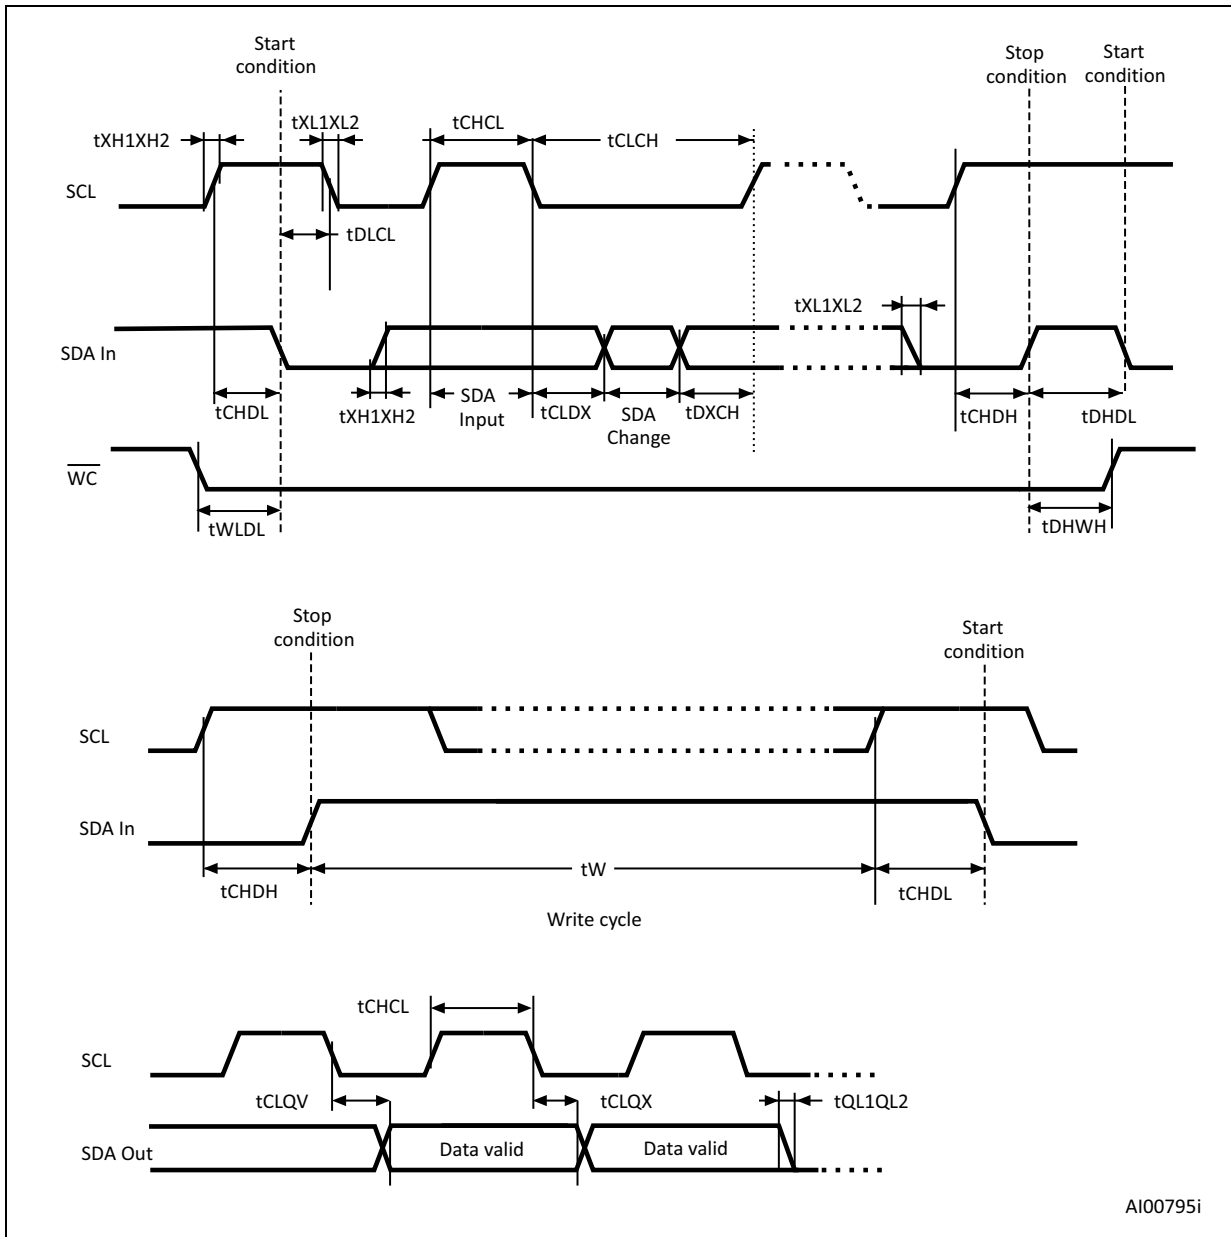 Start
condition
Stop
condition
Start
condition
tXH1XH2
tXL1XL2
tCHCL
tCLCH
SCL
tDLCL
tXL1XL2
SDA In
tCHDL
tXH1XH2
SDA
Input
tCLDX
SDA
Change
tDXCH
tCHDH
tDHDL
WC
tWLDL
tDHWH
Stop
condition
Start
condition
SCL
SDA In
tCHDH
tW
tCHDL
Write cycle
tCHCL
SCL
tCLQV
tCLQX
tQL1QL2
SDA Out
Data valid
Data valid
AI00795i